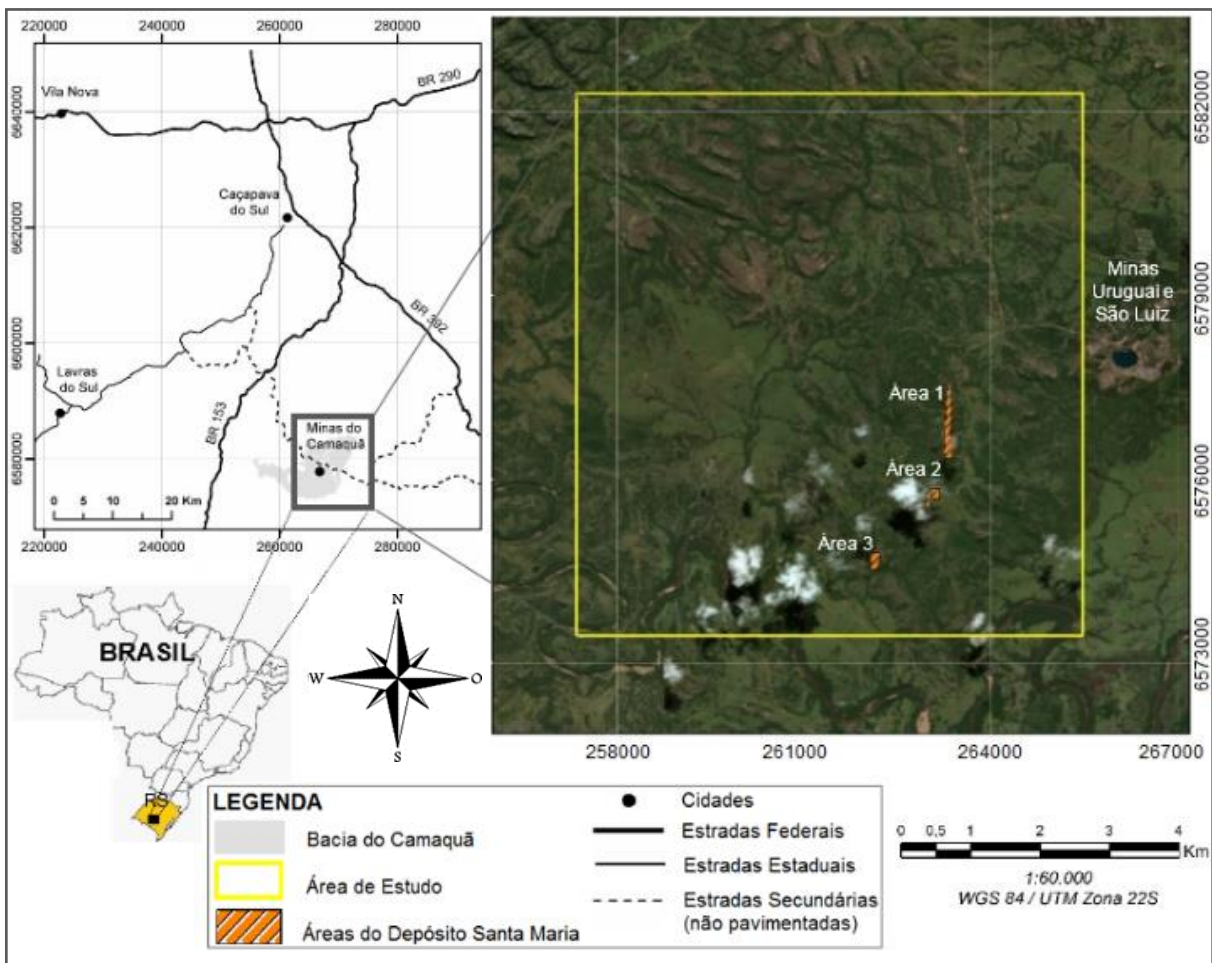 220000 240000 260000 280000
BR 290
Vila Nova
6640000
Caçapava
do Sul
6620000
BR 392
6600000
Lavras
do Sul
BR 153
Minas do
Camaquã
6580000
0 5 10 20 Km
220000 240000 260000 280000
6582000
6579000
Minas
Uruguai e
São Luiz
Área 1
6576000
Área 2
Área 3
6573000
258000 261000 264000 267000
BRASIL
RS
N
W O
S
LEGENDA
Bacia do Camaquã
Área de Estudo
Áreas do Depósito Santa Maria
Cidades
Estradas Federais
Estradas Estaduais
Estradas Secundárias
(não pavimentadas)
0 0,5 1 2 3 4
Km
1:60.000
WGS 84 / UTM Zona 22S